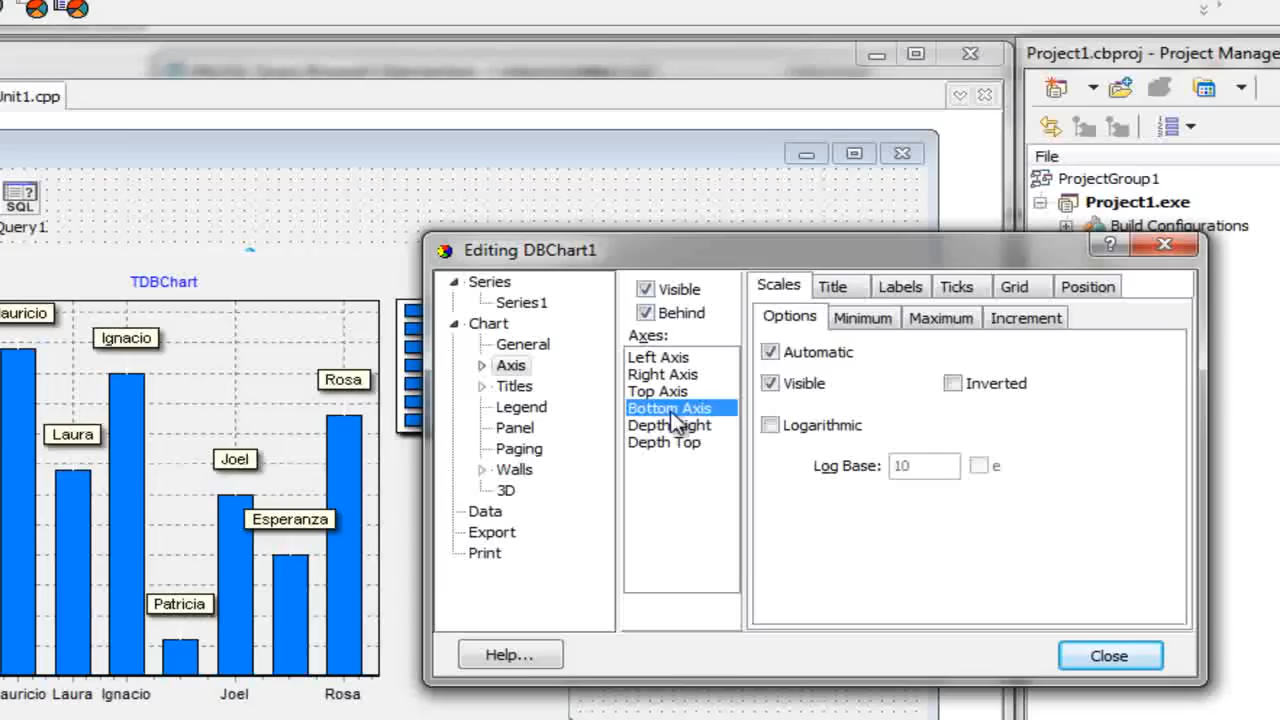 Project1.cbproj - Project Manage
Unit1.cpp
File
ProjectGroup1
Project1.exe
Build Configurations
SQL
Query1
TDBChart
auricio
Ignacio
Rosa
Laura
Joel
Esperanza
Patricia
auricio Laura Ignacio Joel Rosa
Editing DBChart1
?
Series
Series1
Chart
General
Axis
Titles
Legend
Panel
Paging
Walls
3D
Data
Export
Print
Visible
Behind
Axes:
Left Axis
Right Axis
Top Axis
Bottom Axis
Depth Right
Depth Top
Scales Title Labels Ticks Grid Position
Options Minimum Maximum Increment
Automatic
Visible Inverted
Logarithmic
Log Base: 10 e
Help...
Close